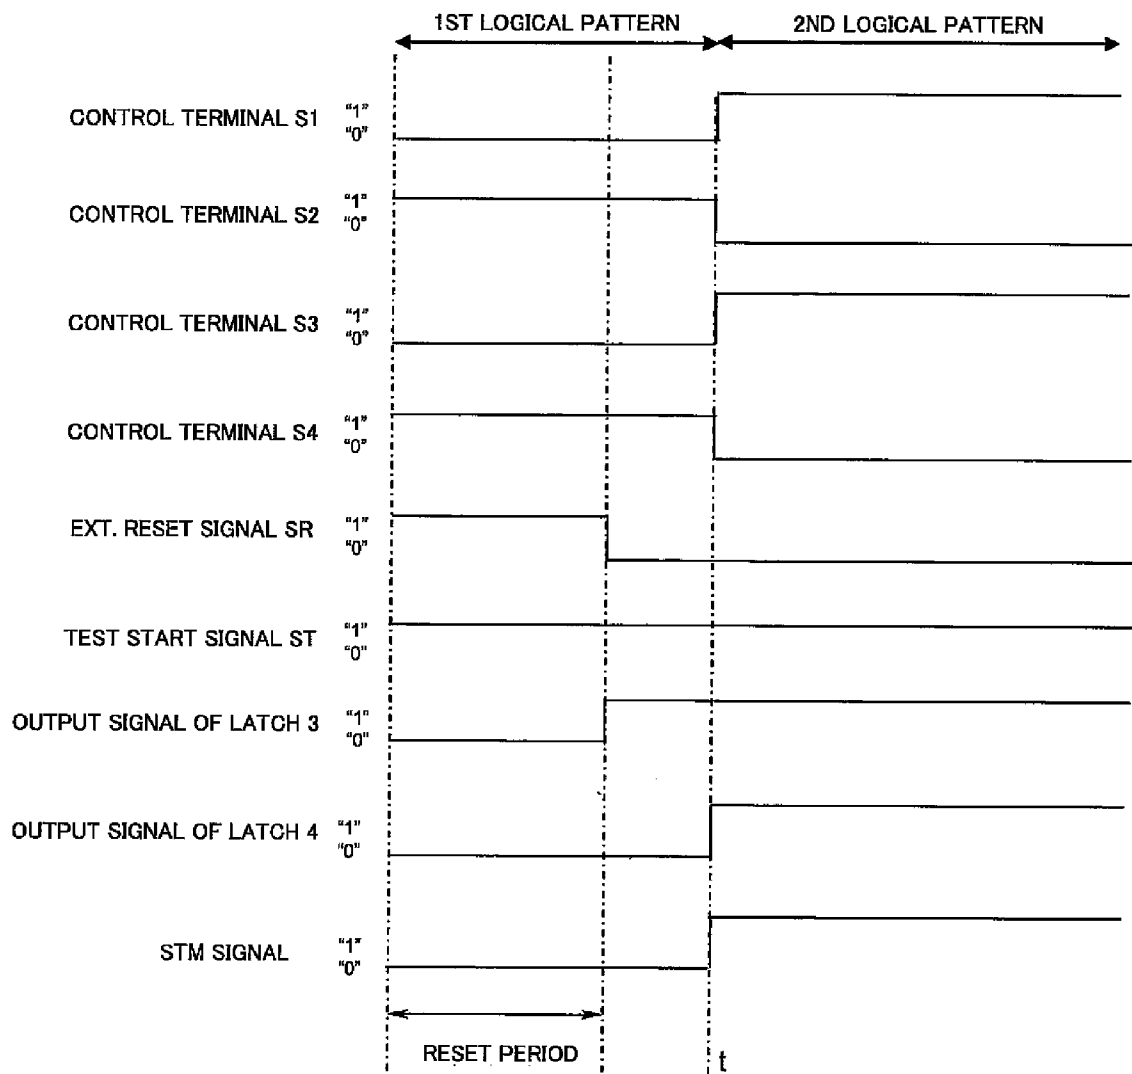 1ST LOGICAL PATTERN 2ND LOGICAL PATTERN
CONTROL TERMINAL S1 "1"
"0"
CONTROL TERMINAL S2 "1"
"0"
CONTROL TERMINAL S3 "1"
"0"
CONTROL TERMINAL S4 "1"
"0"
EXT. RESET SIGNAL SR "1"
"0"
TEST START SIGNAL ST "1"
"0"
OUTPUT SIGNAL OF LATCH 3 "1"
"0"
OUTPUT SIGNAL OF LATCH 4 "1"
"0"
STM SIGNAL "1"
"0"
RESET PERIOD t